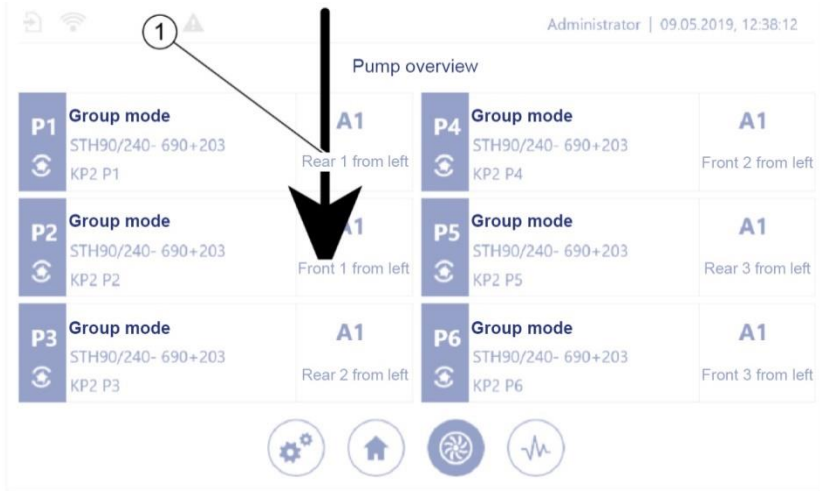 1
Administrator | 09.05.2019, 12:38:12
Pump overview
P1
Group mode
STH90/240- 690+203
KP2 P1
A1
Rear 1 from left
P4
Group mode
STH90/240- 690+203
KP2 P4
A1
Front 2 from left
P2
Group mode
STH90/240- 690+203
KP2 P2
A1
Front 1 from left
P5
Group mode
STH90/240- 690+203
KP2 P5
A1
Rear 3 from left
P3
Group mode
STH90/240- 690+203
KP2 P3
A1
Rear 2 from left
P6
Group mode
STH90/240- 690+203
KP2 P6
A1
Front 3 from left